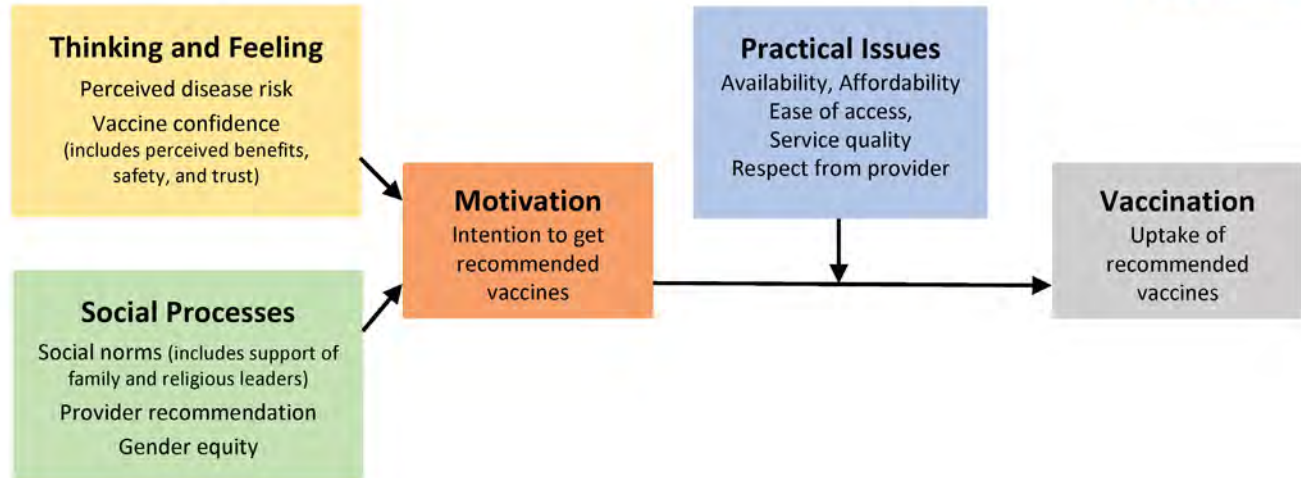 Thinking and Feeling
Perceived disease risk
Vaccine confidence
(includes perceived benefits,
safety, and trust)
Social Processes
Social norms (includes support of
family and religious leaders)
Provider recommendation
Gender equity
Motivation
Intention to get
recommended
vaccines
Practical Issues
Availability, Affordability
Ease of access,
Service quality
Respect from provider
Vaccination
Uptake of
recommended
vaccines